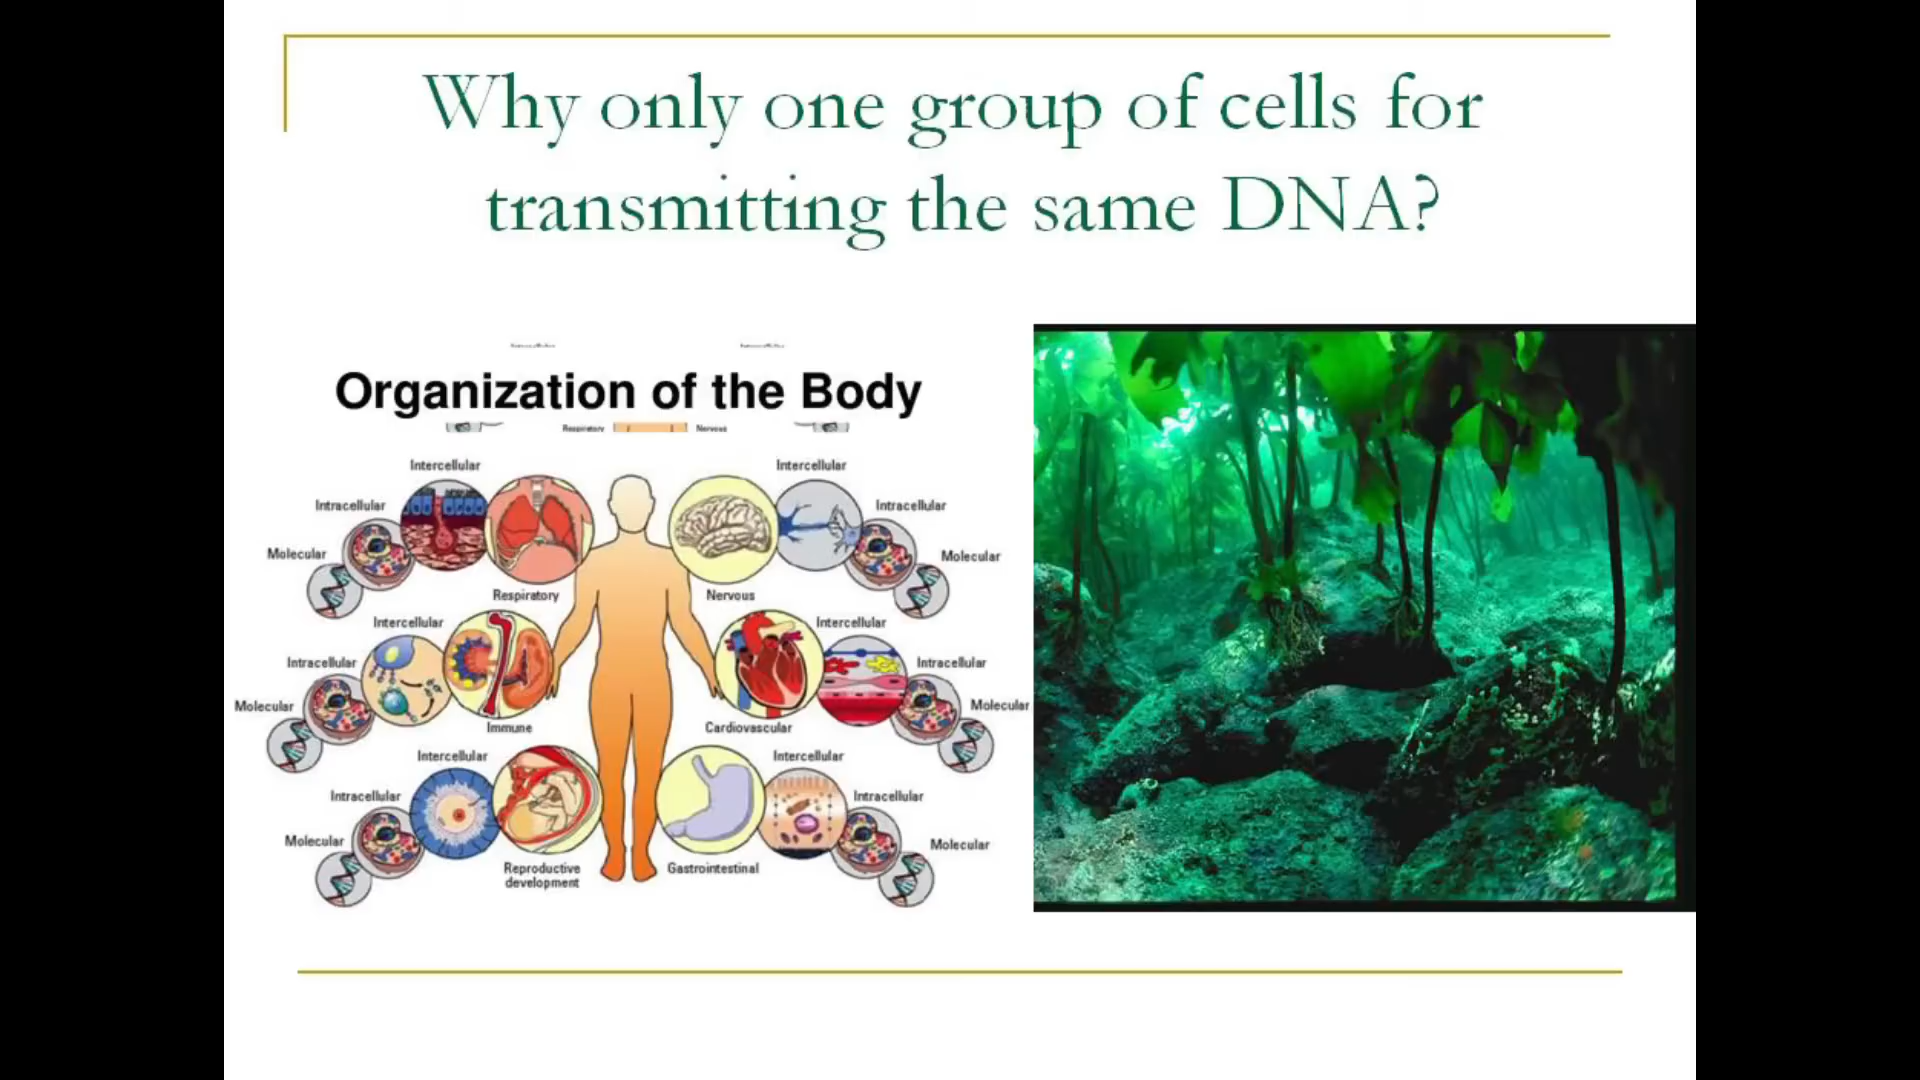 Why only one group of cells for
transmitting the same DNA?
Organization of the Body
Respiratory
Nervous
Intercellular
Intercellular
Intracellular
Intracellular
Molecular
Molecular
Respiratory
Nervous
Intercellular
Intercellular
Intracellular
Intracellular
Molecular
Molecular
Immune
Cardiovascular
Intercellular
Intercellular
Intracellular
Intracellular
Molecular
Molecular
Reproductive
development
Gastrointestinal